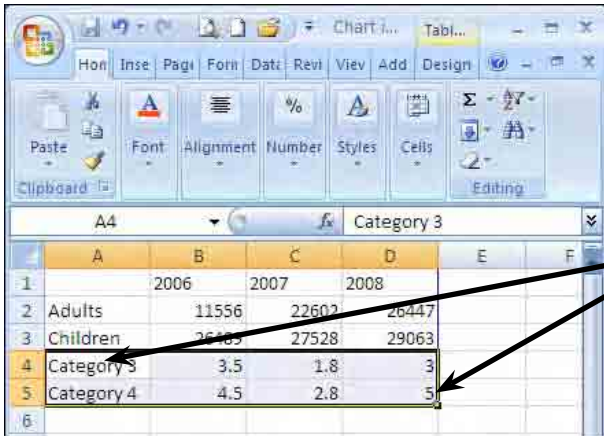 Chart i... Tabl...
Hon Inse Page Form Data Revi Viev Add Design
Paste Font Alignment Number Styles Cells
Clipboard Editing
A4 fx Category 3
A B C D E F
1 2006 2007 2008
2 Adults 11556 22602 26447
3 Children 27528 29063
4 Category 3 3.5 1.8 3
5 Category 4 4.5 2.8 5
6